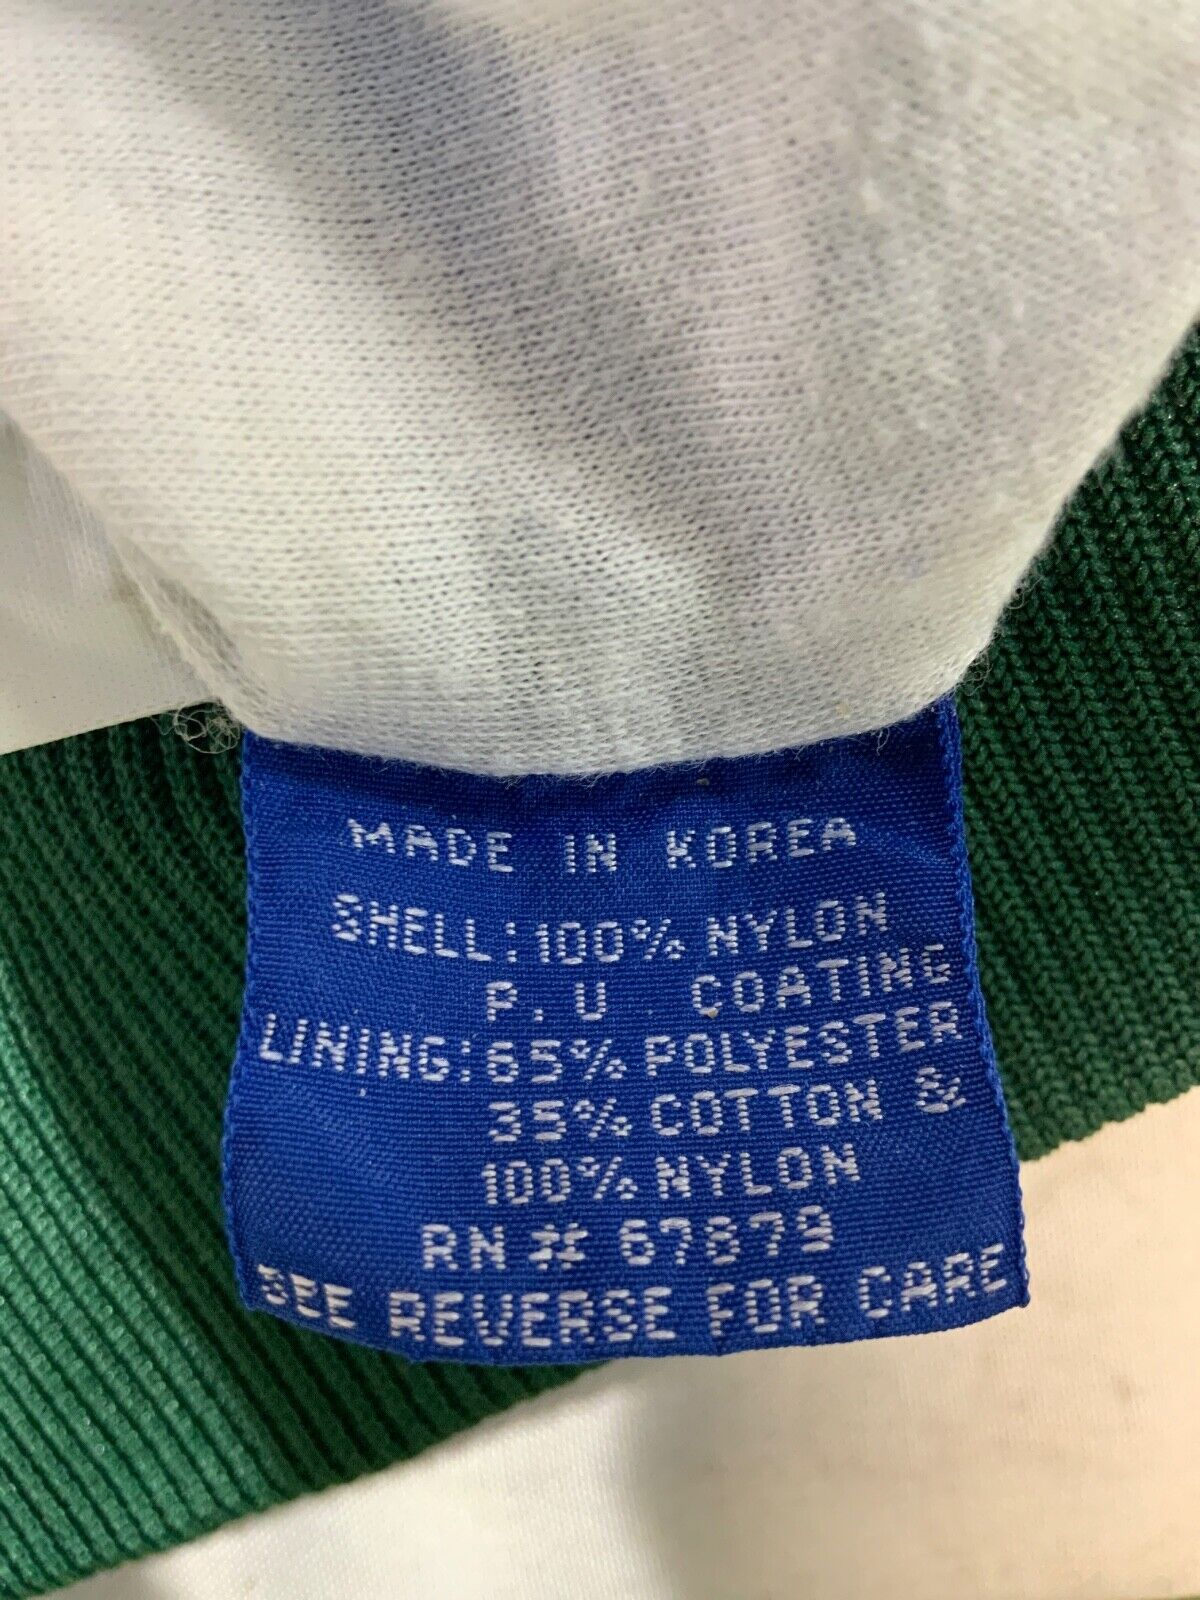 MADE IN KOREA
SHELL: 100% NYLON
P. U COATING
LINING: 65% POLYESTER
35% COTTON &
100% NYLON
RN # 67879
SEE REVERSE FOR CARE